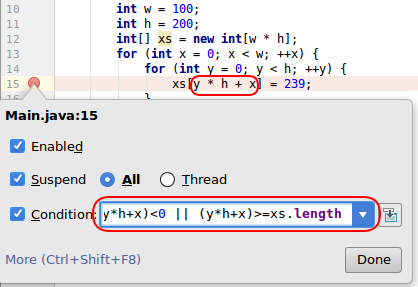 10 int w = 100;
11 int h = 200;
12 int[] xs = new int[w * h];
13 for (int x = 0; x < w; ++x) {
14 for (int y = 0; y < h; ++y) {
15 xs[y * h + x] = 239;
16 }
Main.java:15
Enabled
Suspend All Thread
Condition: y*h+x)<0 || (y*h+x)>=xs.length
More (Ctrl+Shift+F8) Done